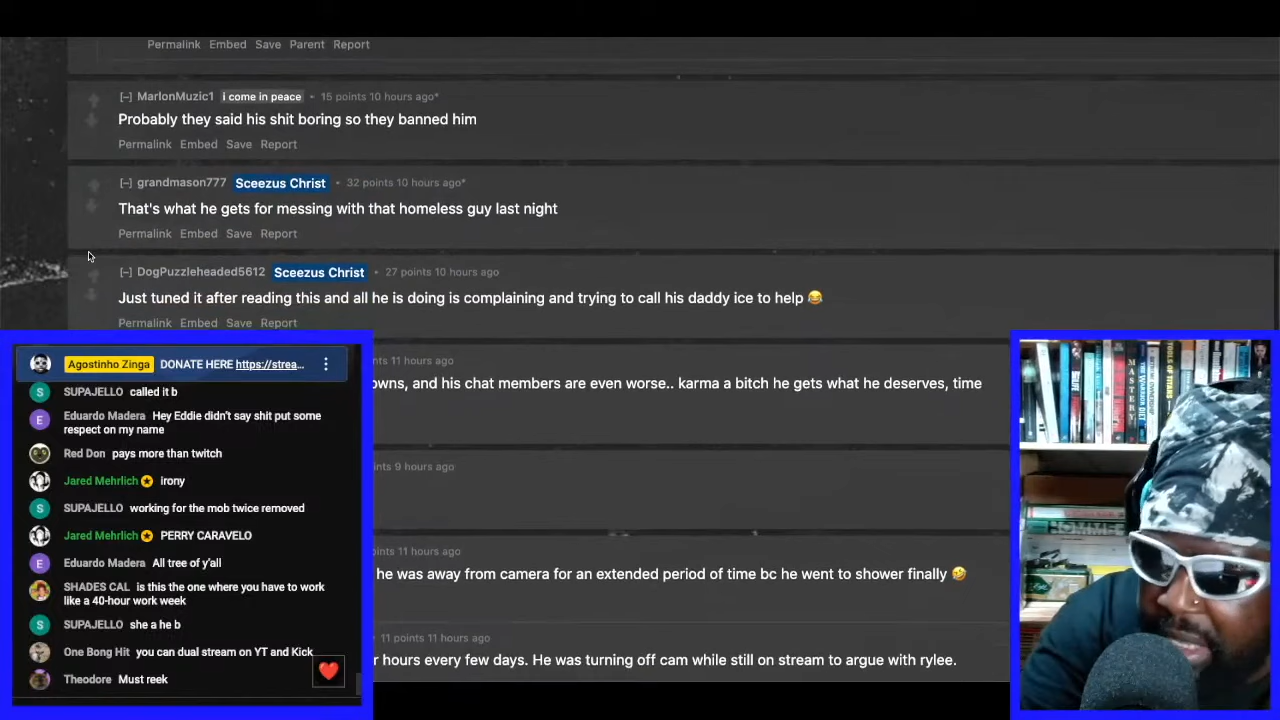 Permalink Embed Save Parent Report
[-] MarlonMuzic1 i come in peace • 15 points 10 hours ago*
Probably they said his shit boring so they banned him
Permalink Embed Save Report
[-] grandmason777 Sceezus Christ • 32 points 10 hours ago*
That's what he gets for messing with that homeless guy last night
Permalink Embed Save Report
[-] DogPuzzleheaded5612 Sceezus Christ • 27 points 10 hours ago
Just tuned it after reading this and all he is doing is complaining and trying to call his daddy ice to help 😂
Permalink Embed Save Report
nts 11 hours ago
owns, and his chat members are even worse.. karma a bitch he gets what he deserves, time
nts 9 hours ago
nts 11 hours ago
he was away from camera for an extended period of time bc he went to shower finally 🤣
11 points 11 hours ago
r hours every few days. He was turning off cam while still on stream to argue with rylee.
Agostinho Zinga DONATE HERE https://strea...
SUPAJELLO called it b
Eduardo Madera Hey Eddie didn't say shit put some
respect on my name
Red Don pays more than twitch
Jared Mehrlich irony
SUPAJELLO working for the mob twice removed
Jared Mehrlich PERRY CARAVELO
Eduardo Madera All tree of y'all
SHADES CAL is this the one where you have to work
like a 40-hour work week
SUPAJELLO she a he b
One Bong Hit you can dual stream on YT and Kick
Theodore Must reek
MASTERY
THE WARRIOR DIET
TOOLS OF TITANS